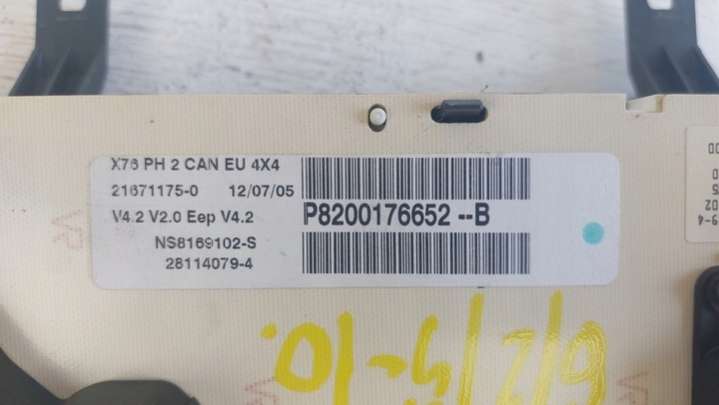 X76 PH 2 CAN EU 4X4
21671175-0 12/07/05
V4.2 V2.0 Eep V4.2
P8200176652 --B
NS8169102-S
28114079-4